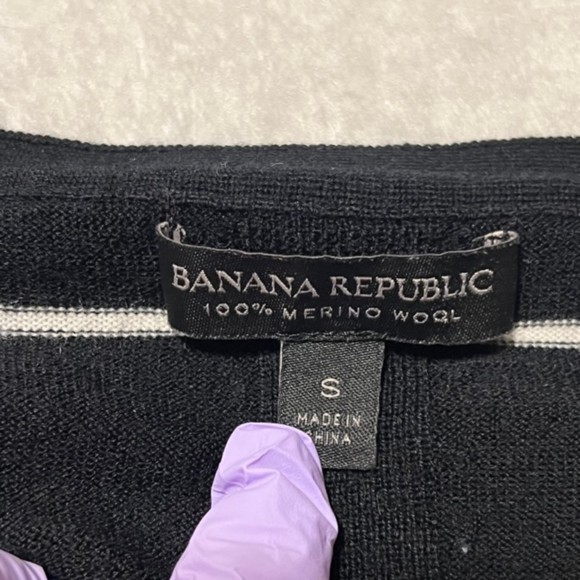 BANANA REPUBLIC
100% MERINO WOOL
S
MADE IN
CHINA